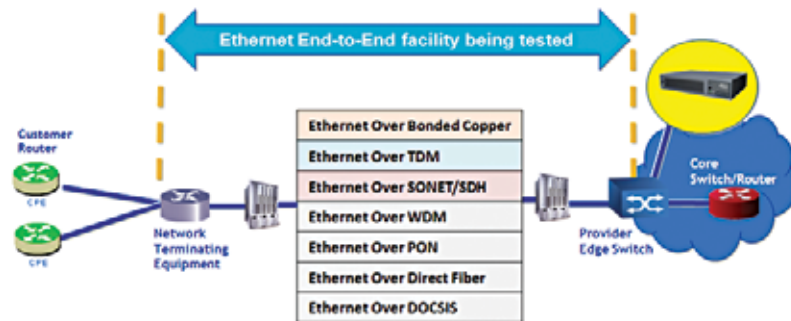 Ethernet End-to-End facility being tested
Customer
Router
CPE
CPE
Network
Terminating
Equipment
Ethernet Over Bonded Copper
Ethernet Over TDM
Ethernet Over SONET/SDH
Ethernet Over WDM
Ethernet Over PON
Ethernet Over Direct Fiber
Ethernet Over DOCSIS
Provider
Edge Switch
Core
Switch/Router